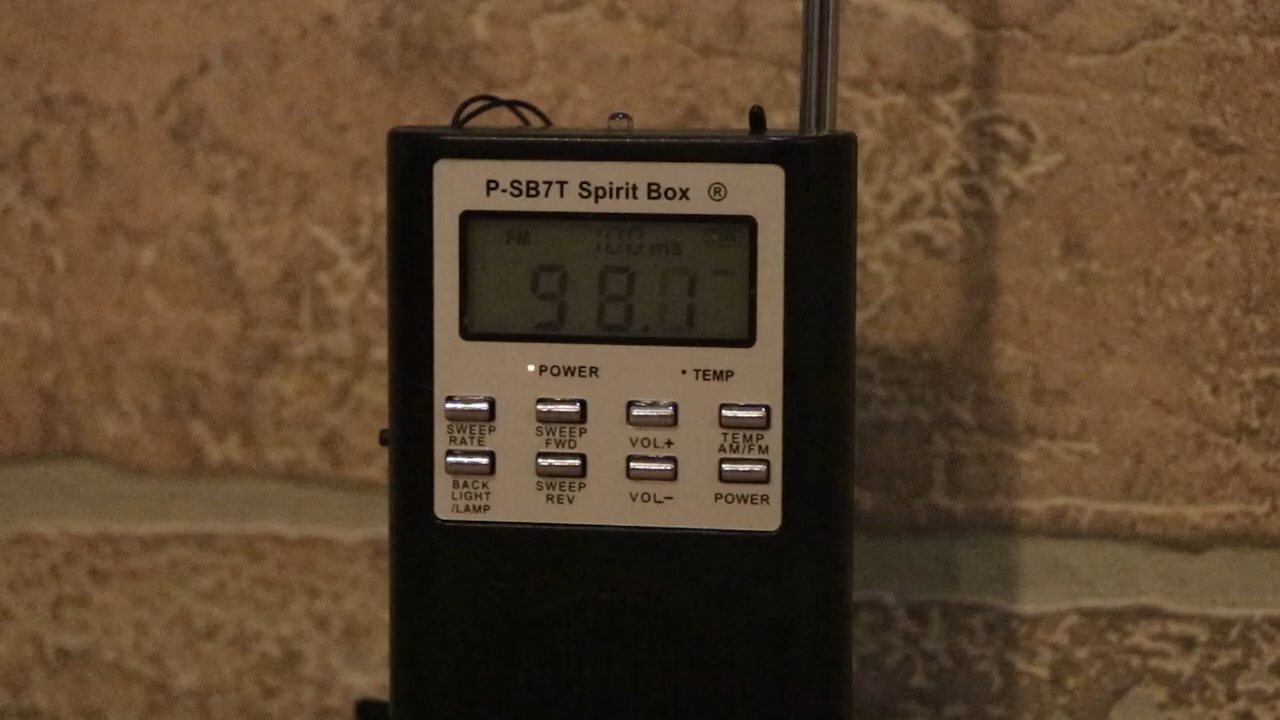 P-SB7T Spirit Box ®
FM
ms
98.
POWER
TEMP
SWEEP RATE
SWEEP FWD
VOL+
TEMP AM/FM
BACK LIGHT /LAMP
SWEEP REV
VOL-
POWER